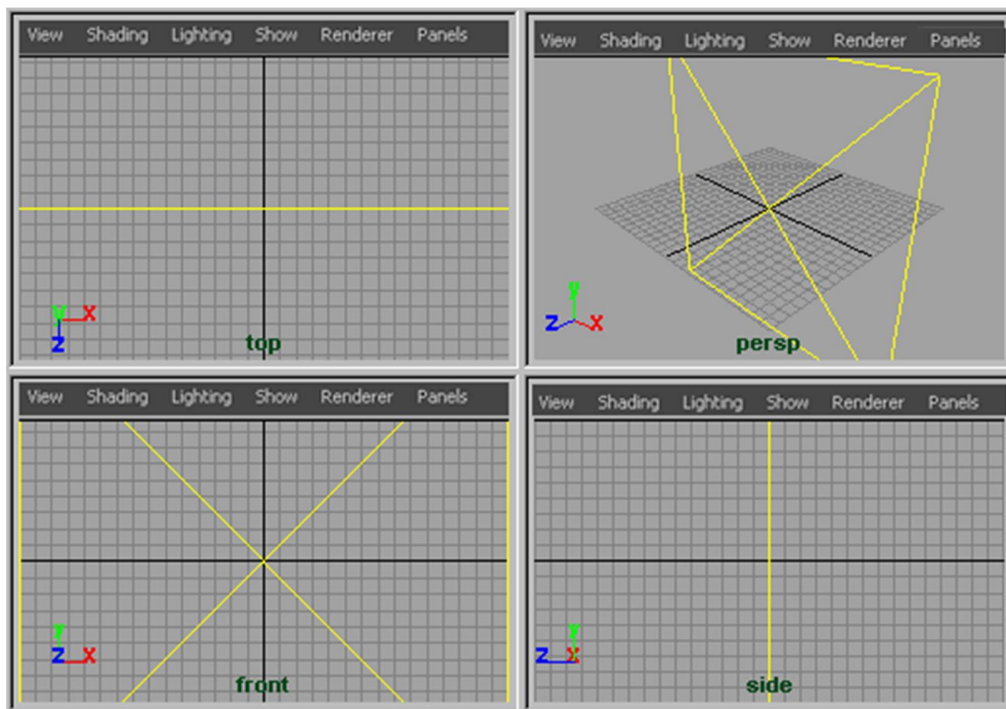 View Shading Lighting Show Renderer Panels
y X
Z
top
View Shading Lighting Show Renderer Panels
y
Z X
persp
View Shading Lighting Show Renderer Panels
y
Z X
front
View Shading Lighting Show Renderer Panels
y
Z X
side